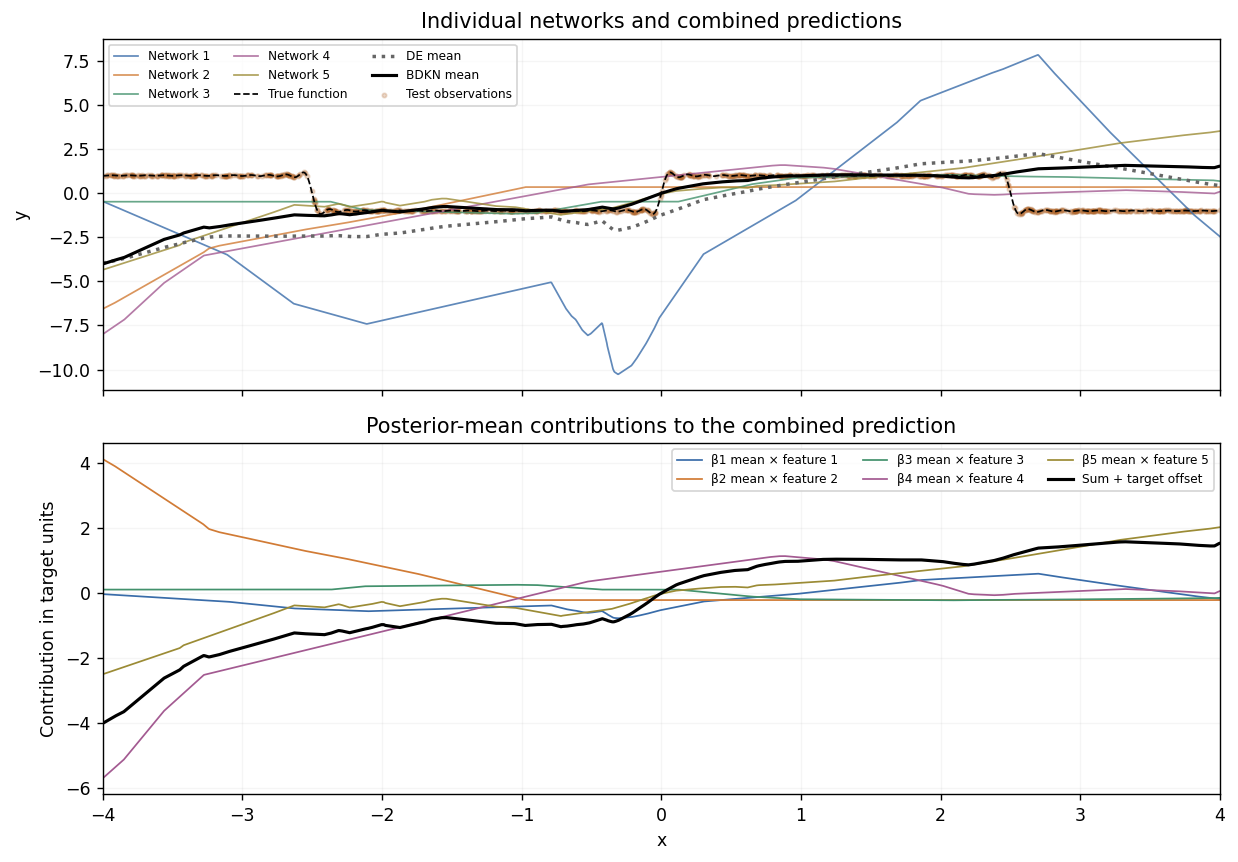 Individual networks and combined predictions
Network 1
Network 2
Network 3
Network 4
Network 5
True function
DE mean
BDKN mean
Test observations
7.5
5.0
2.5
0.0
−2.5
−5.0
−7.5
−10.0
y
Posterior-mean contributions to the combined prediction
β1 mean × feature 1
β2 mean × feature 2
β3 mean × feature 3
β4 mean × feature 4
β5 mean × feature 5
Sum + target offset
4
2
0
−2
−4
−6
Contribution in target units
−4
−3
−2
−1
0
1
2
3
4
x